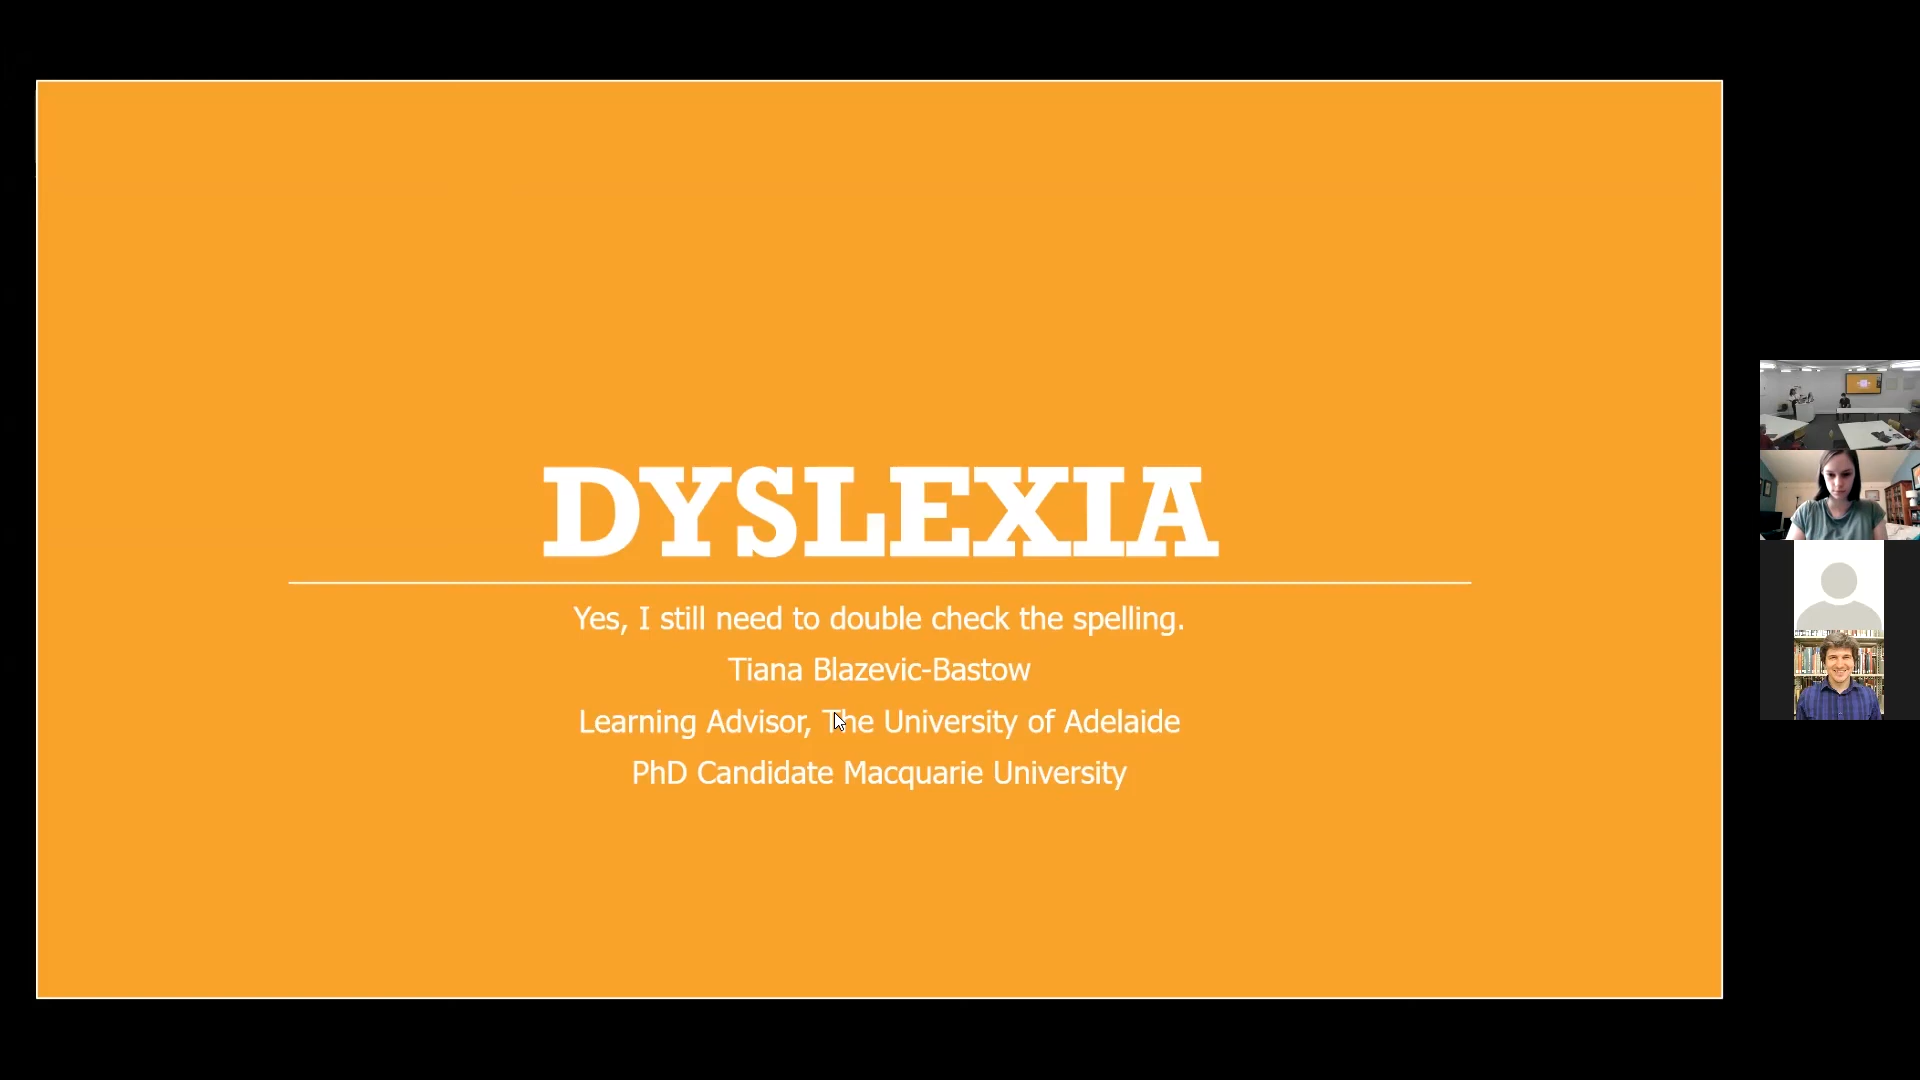 DYSLEXIA
Yes, I still need to double check the spelling.
Tiana Blazevic-Bastow
Learning Advisor, The University of Adelaide
PhD Candidate Macquarie University